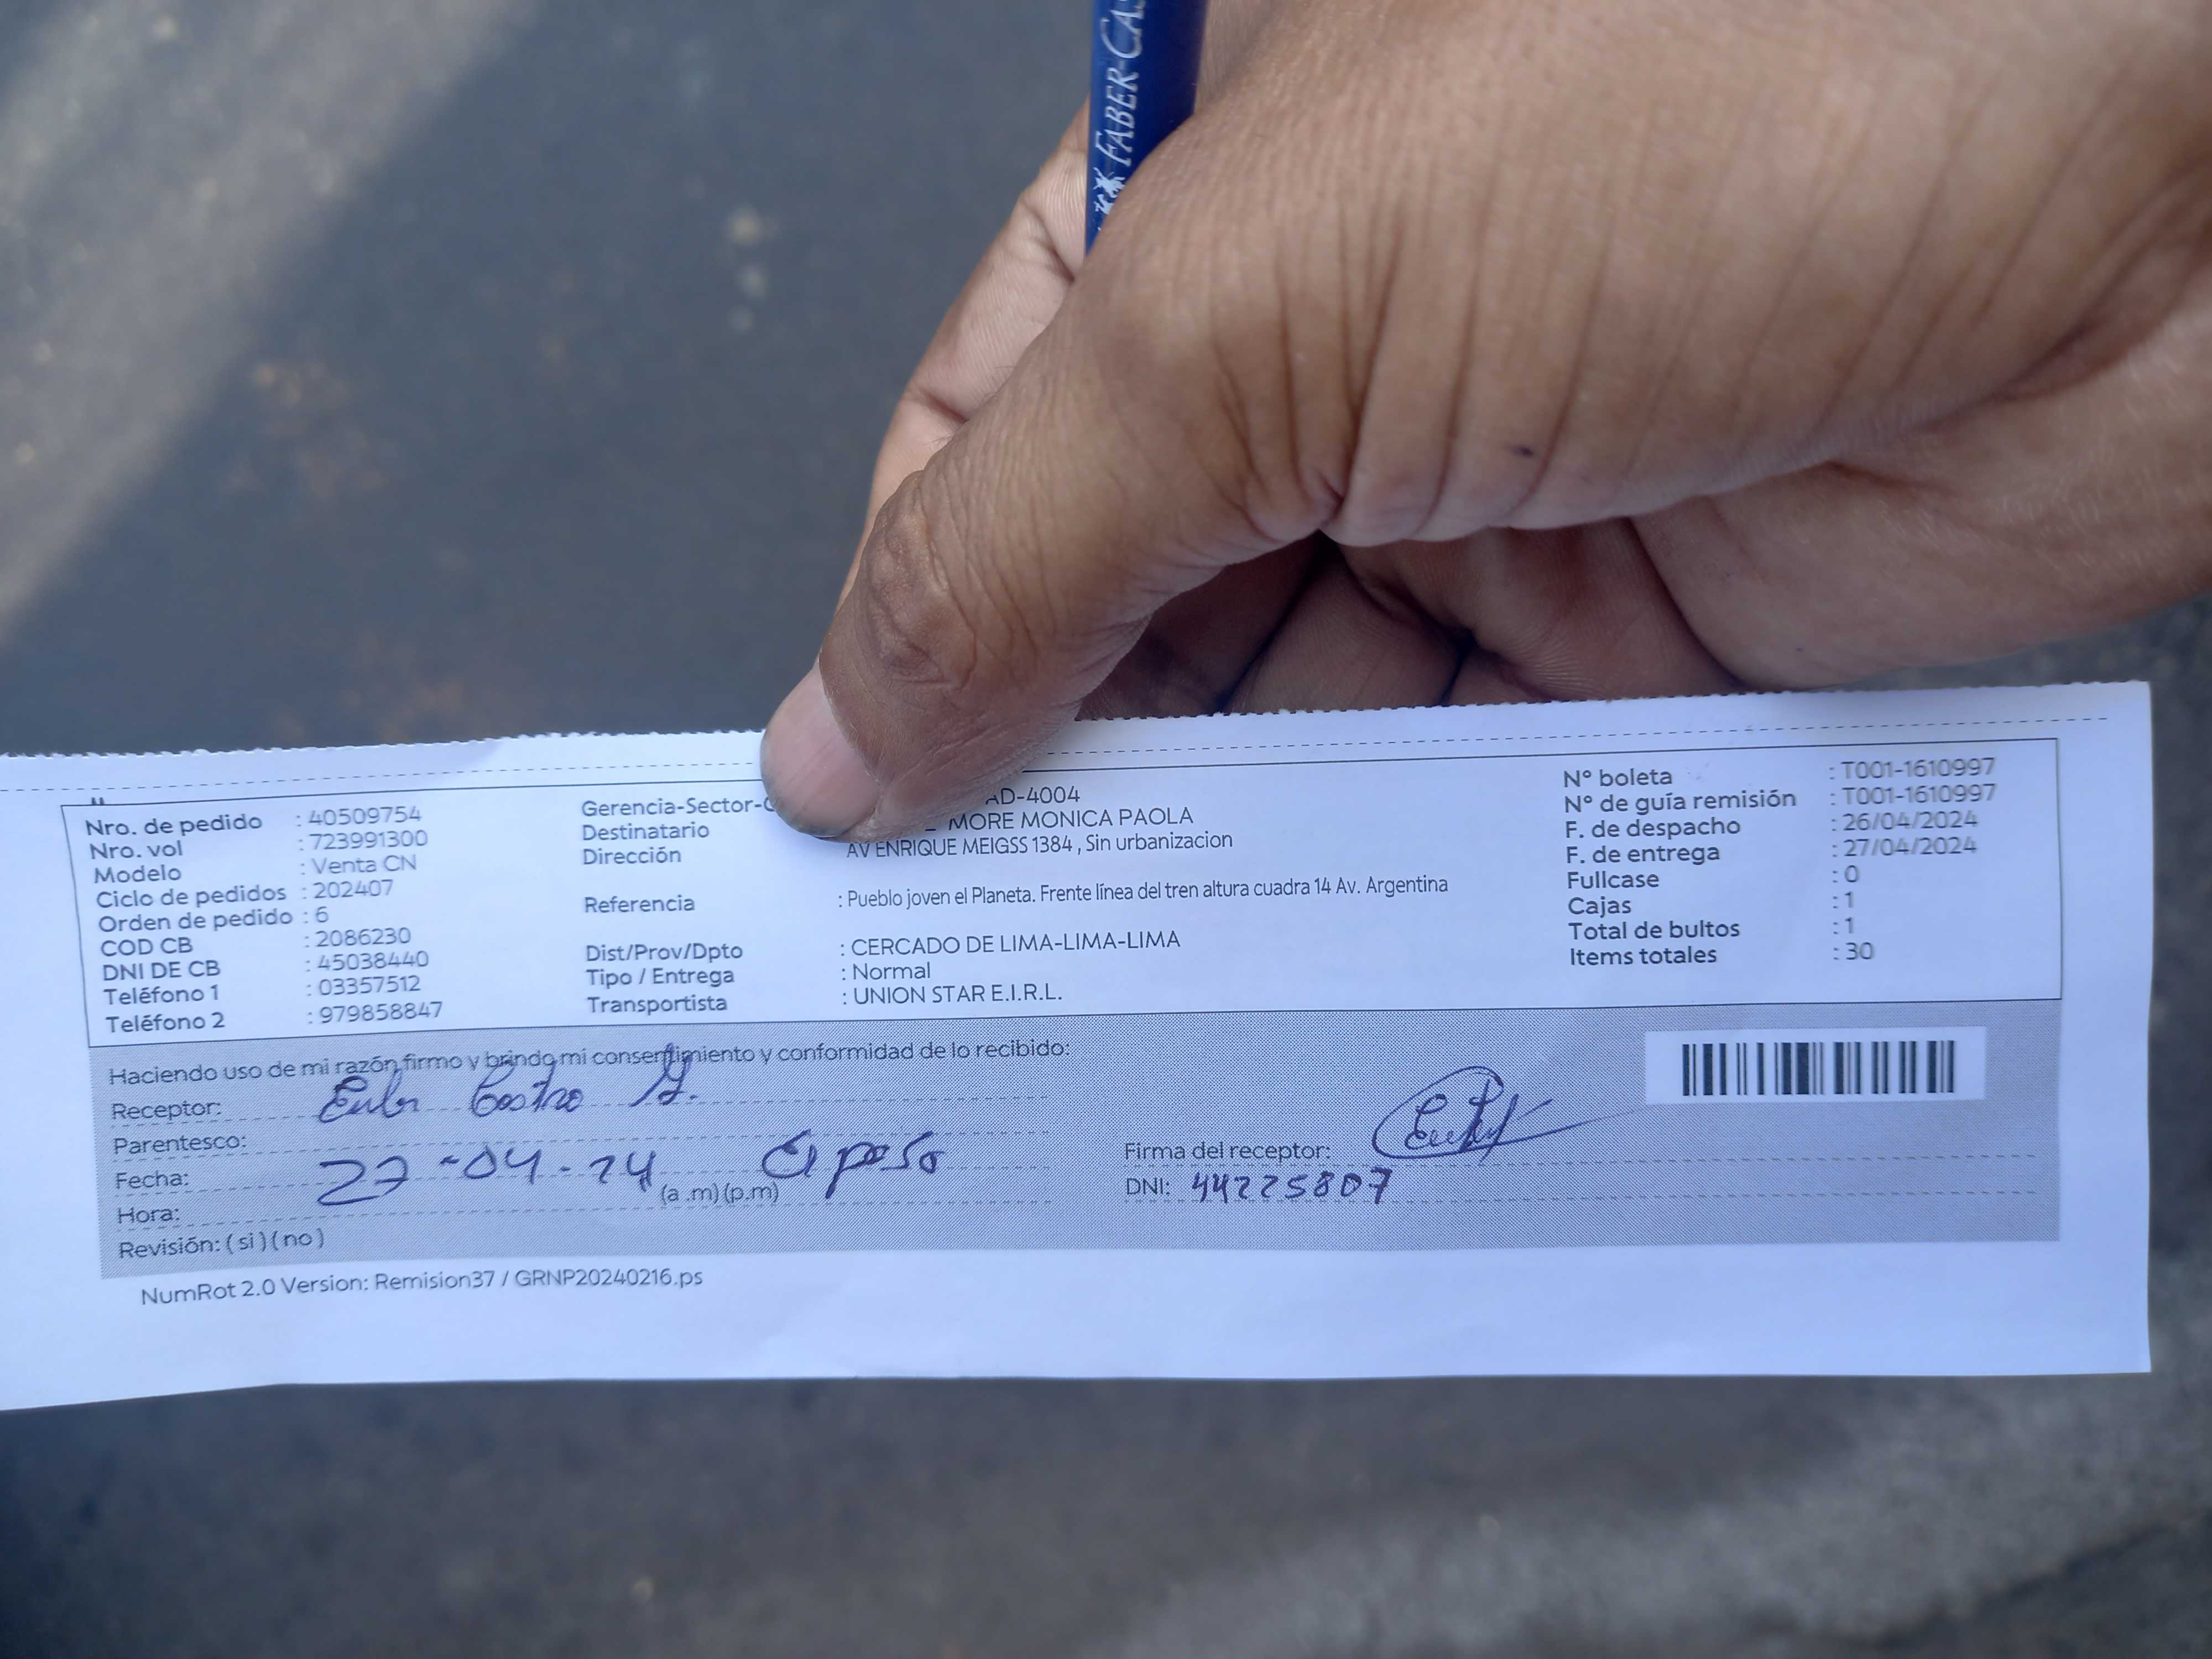 FABER-CAS
Nro. de pedido : 40509754
Nro. vol : 723991300
Modelo : Venta CN
Ciclo de pedidos : 202407
Orden de pedido : 6
COD CB : 2086230
DNI DE CB : 45038440
Teléfono 1 : 03357512
Teléfono 2 : 979858847
Gerencia-Sector- AD-4004
Destinatario MORE MONICA PAOLA
Dirección AV ENRIQUE MEIGSS 1384 , Sin urbanizacion
Referencia : Pueblo joven el Planeta. Frente línea del tren altura cuadra 14 Av. Argentina
Dist/Prov/Dpto : CERCADO DE LIMA-LIMA-LIMA
Tipo / Entrega : Normal
Transportista : UNION STAR E.I.R.L.
N° boleta : T001-1610997
N° de guía remisión : T001-1610997
F. de despacho : 26/04/2024
F. de entrega : 27/04/2024
Fullcase : 0
Cajas : 1
Total de bultos : 1
Items totales : 30
Haciendo uso de mi razón firmo y brindo mi consentimiento y conformidad de lo recibido:
Receptor: Castro
Parentesco:
Fecha: 27-04-24 Esposo
Hora: (a .m) (p.m)
Revisión: ( si ) ( no )
Firma del receptor:
DNI: 44225807
NumRot 2.0 Version: Remision37 / GRNP20240216.ps